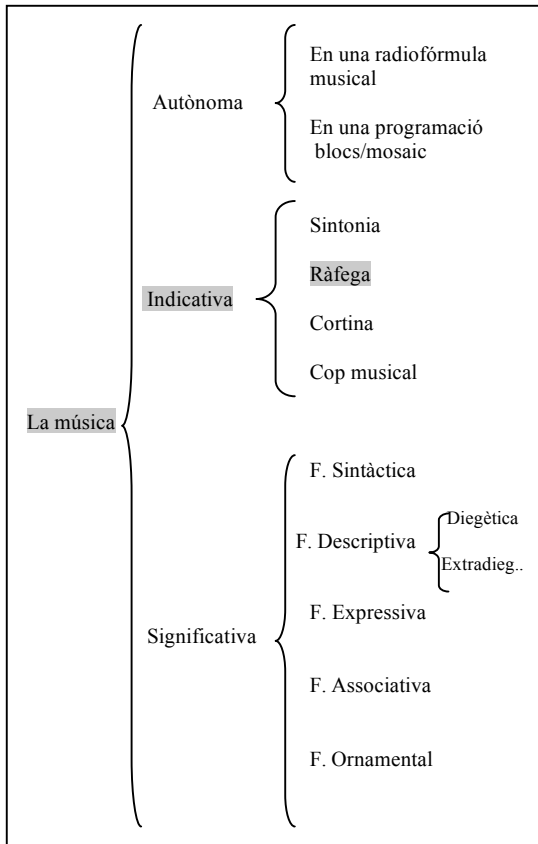 La música
Autònoma
En una radiofórmula
musical
En una programació
blocs/mosaic
Indicativa
Sintonia
Ràfega
Cortina
Cop musical
Significativa
F. Sintàctica
F. Descriptiva
Diegètica
Extradieg..
F. Expressiva
F. Associativa
F. Ornamental